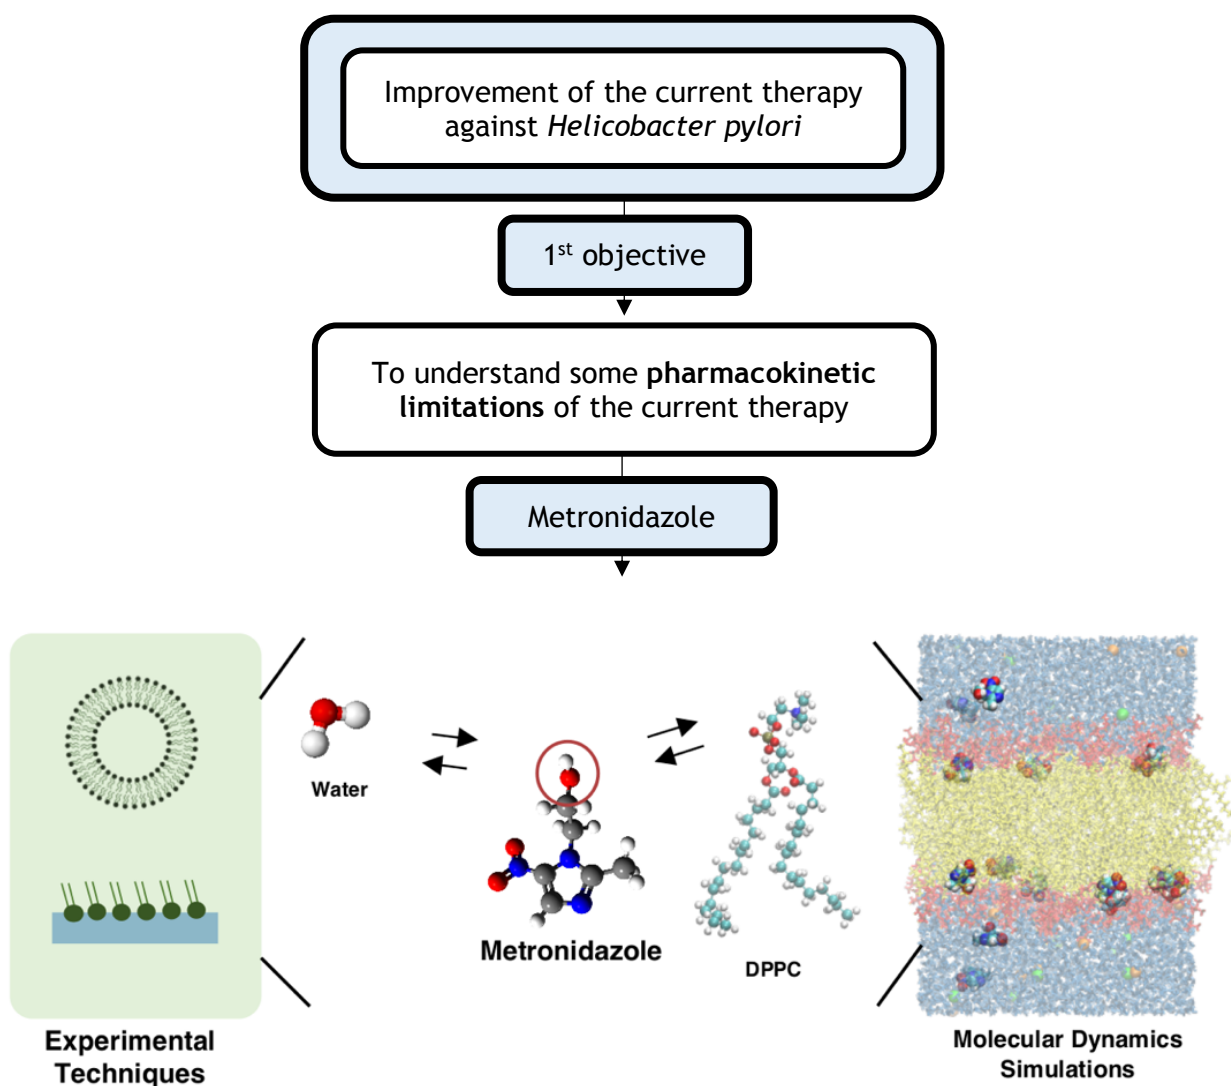 Improvement of the current therapy
against Helicobacter pylori
1st objective
To understand some pharmacokinetic
limitations of the current therapy
Metronidazole
Water
Metronidazole
DPPC
Experimental
Techniques
Molecular Dynamics
Simulations